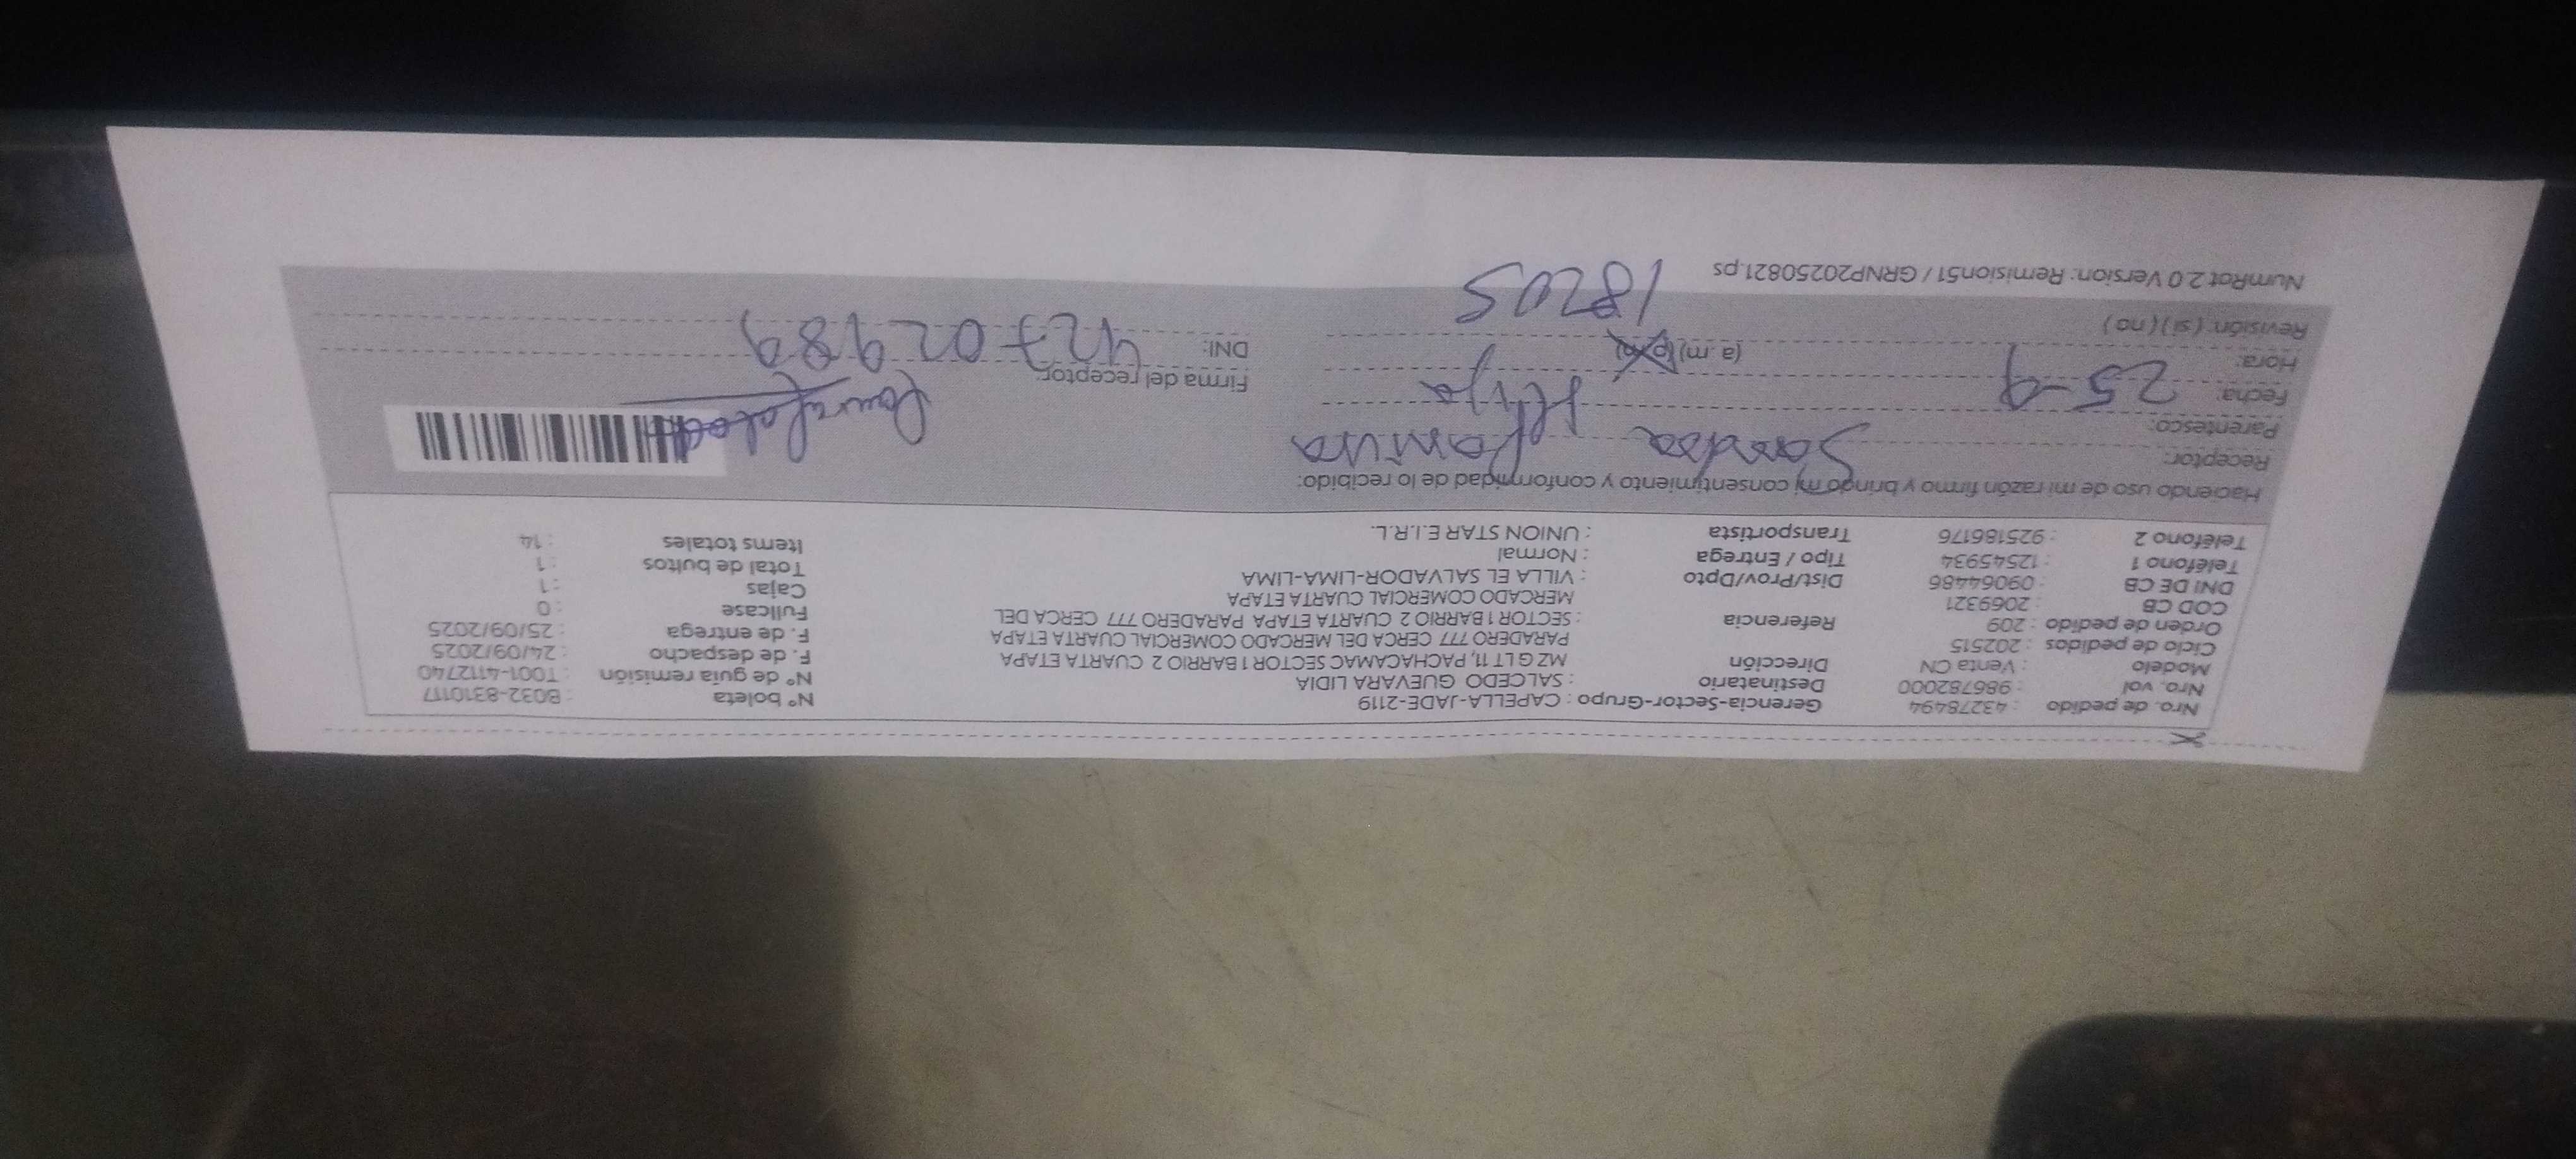 Nro. de pedido : 43278494 Gerencia-Sector-Grupo : CAPELLA-JADE-2119 N° boleta : B032-8310117
Nro. vol : 986782000 Destinatario : SALCEDO GUEVARA LIDIA N° de guía remisión : T001-4112740
Modelo : Venta CN Dirección MZ G LT 11, PACHACAMAC SECTOR 1 BARRIO 2 CUARTA ETAPA F. de despacho : 24/09/2025
Ciclo de pedidos : 202515 PARADERO 777 CERCA DEL MERCADO COMERCIAL CUARTA ETAPA F. de entrega : 25/09/2025
Orden de pedido : 209 Referencia : SECTOR 1 BARRIO 2 CUARTA ETAPA PARADERO 777 CERCA DEL Fullcase : 0
COD CB : 2069321 MERCADO COMERCIAL CUARTA ETAPA Cajas : 1
DNI DE CB : 09064486 Dist/Prov/Dpto : VILLA EL SALVADOR-LIMA-LIMA Total de bultos : 1
Teléfono 1 : 12545934 Tipo / Entrega : Normal Items totales : 14
Teléfono 2 : 925186176 Transportista : UNION STAR E.I.R.L.
Haciendo uso de mi razón firmo y brindo mi consentimiento y conformidad de lo recibido:
Receptor: Sandra
Parentesco: Hija
Fecha: 25-9 Firma del receptor:
Hora: (a.m) (p.m) DNI: 42702989
Revisión: (si) (no) 18205
NumRot 2.0 Version: Remision51 / GRNP20250821.ps